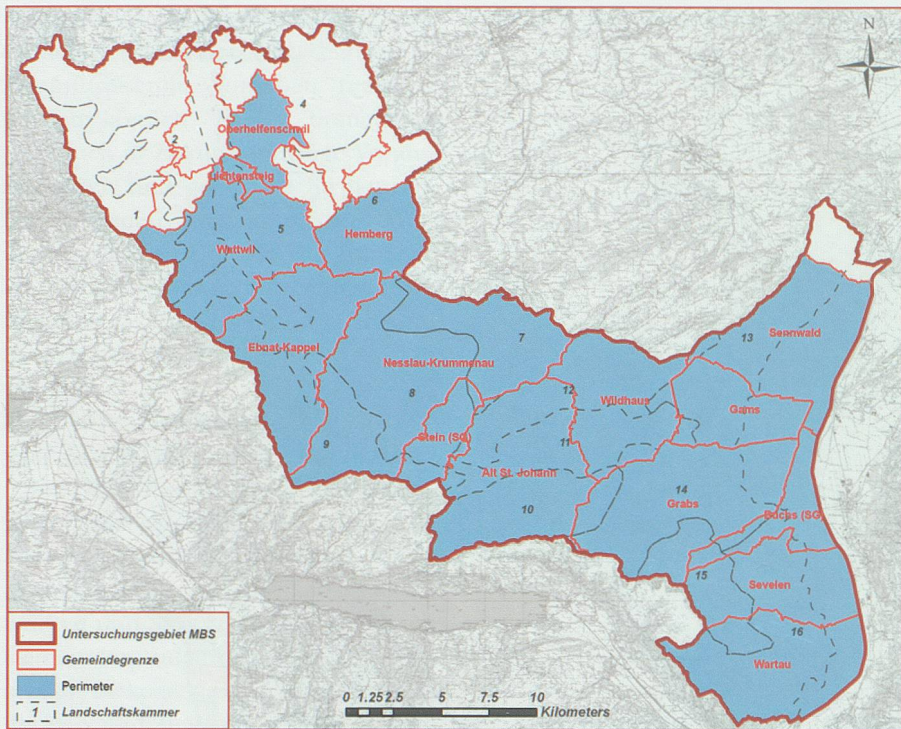 N
4
Oberhelfenschwil
2
Lichtensteig
6
1
5
Hemberg
Wattwil
13
Sennwald
7
Ebnat-Kappel
Nesslau-Krummenau
12
8
Wildhaus
Gams
9
Stein (SG)
11
Alt St. Johann
14
10
Grabs
Buchs (SG)
15
Sevelen
16
Wartau
Untersuchungsgebiet MBS
Gemeindegrenze
Perimeter
1 Landschaftskammer
0 1.25 2.5 5 7.5 10
Kilometers